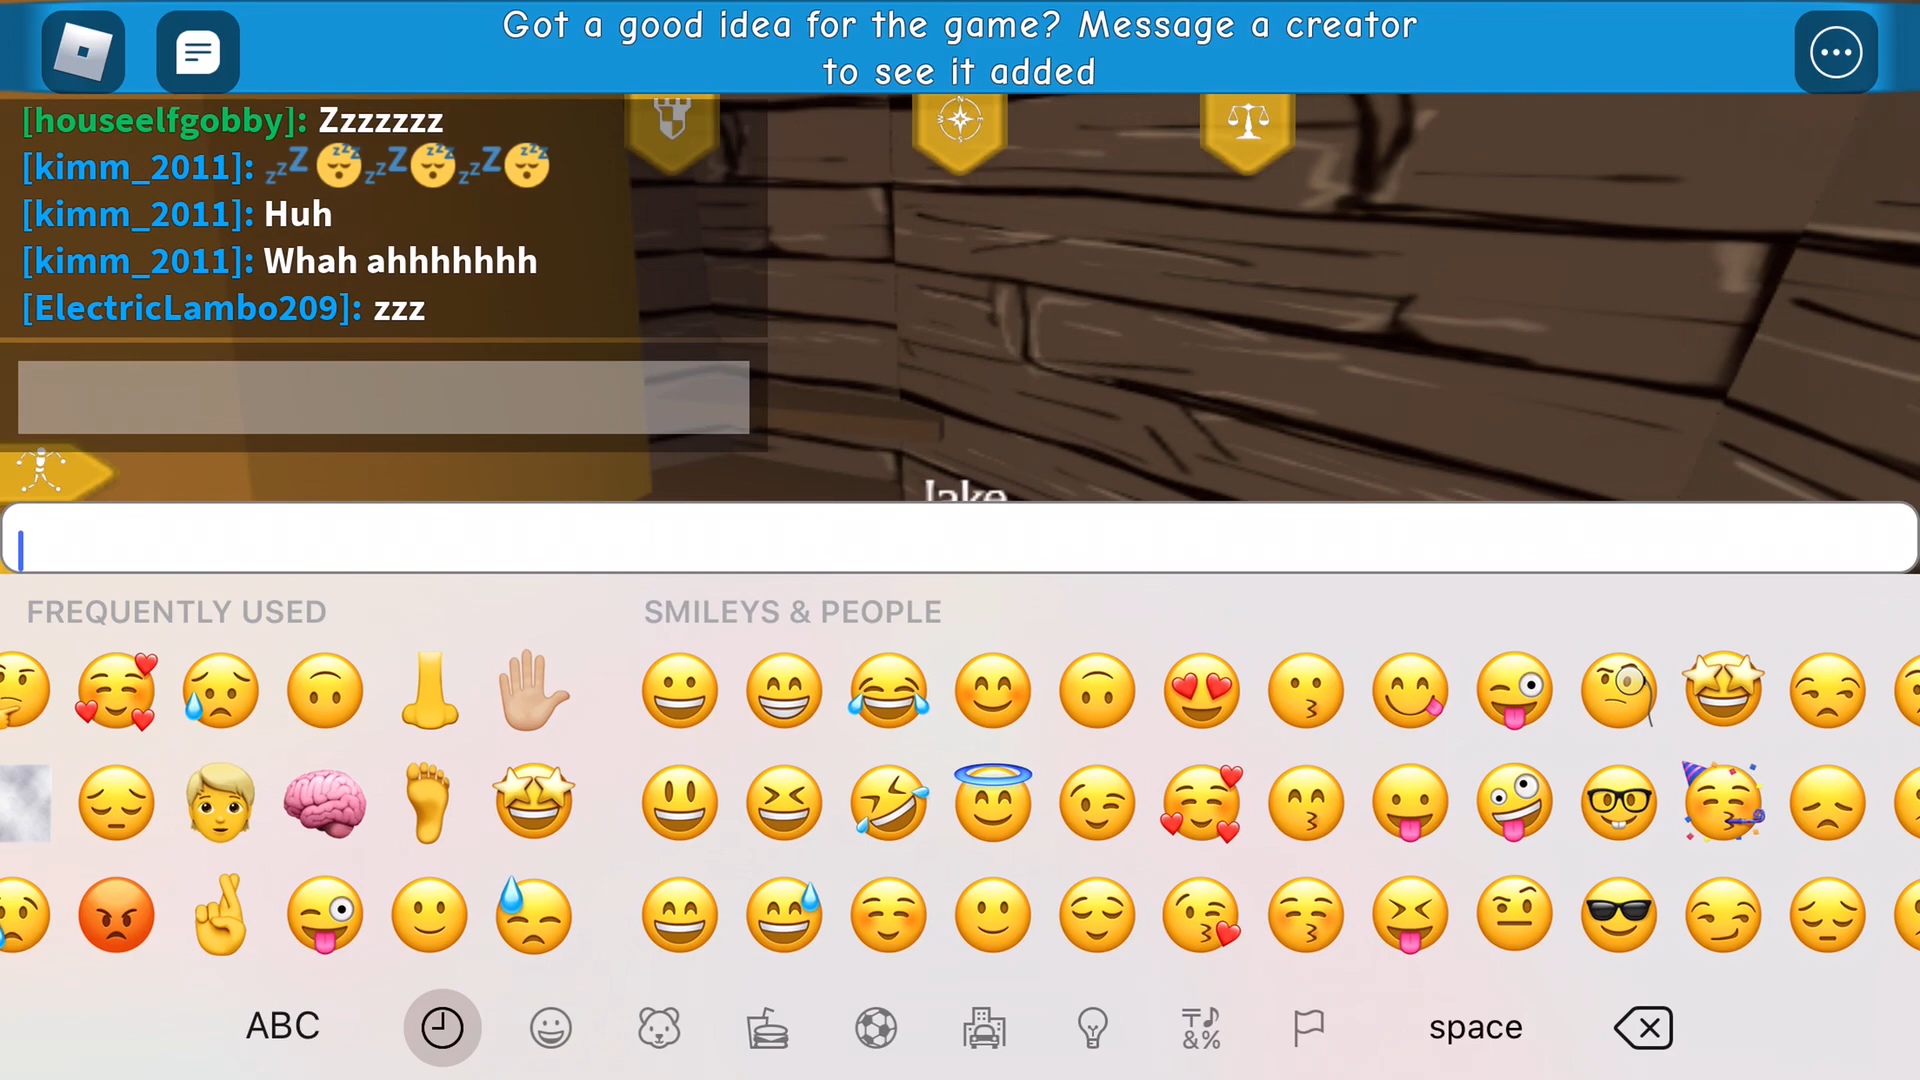 Got a good idea for the game? Message a creator
to see it added
[houseelfgobby]: Zzzzzzz
[kimm_2011]: zzZ😴zzZ😴zzZ😴
[kimm_2011]: Huh
[kimm_2011]: Whah ahhhhhhh
[ElectricLambo209]: zzz
Jake
FREQUENTLY USED
SMILEYS & PEOPLE
ABC
space